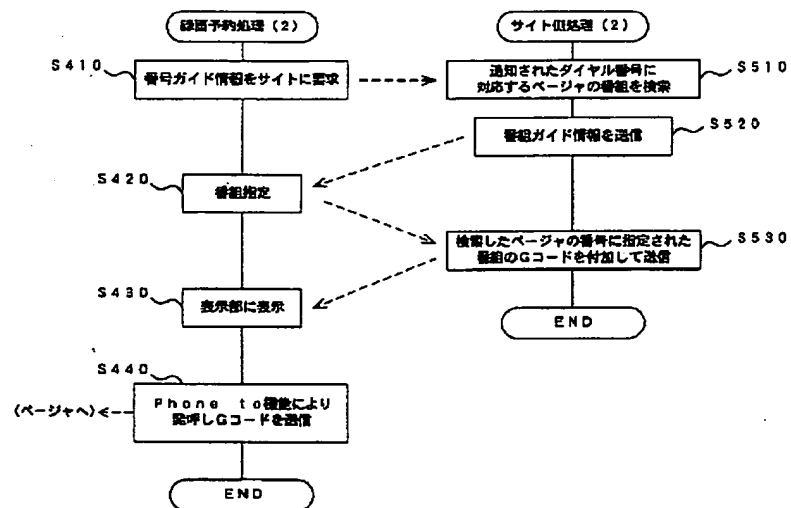 録画予約処理（2）
S410
番号ガイド情報をサイトに要求
S420
番組指定
S430
表示部に表示
S440
（ページャへ）
Phone to機能により
発呼しGコードを送信
END
サイト側処理（2）
通知されたダイヤル番号に
対応するページャの番組を検索
S510
番組ガイド情報を送信
S520
検索したページャの番号に指定された
番組のGコードを付加して送信
S530
END